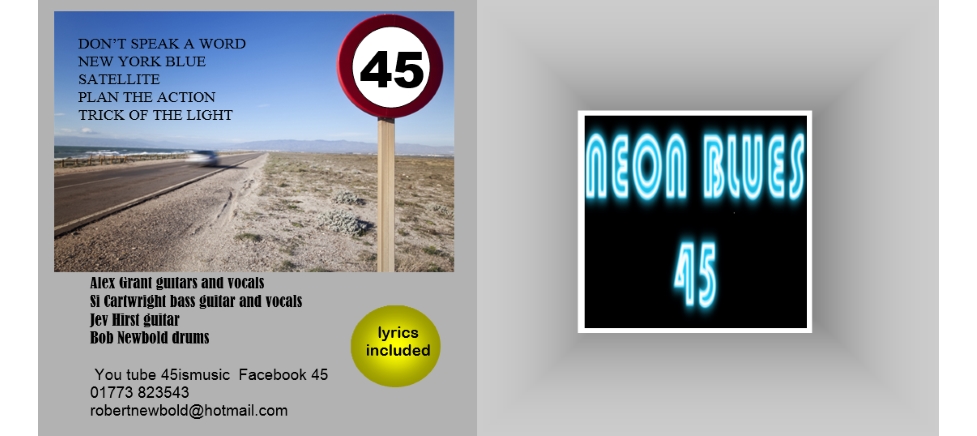 DON'T SPEAK A WORD
NEW YORK BLUE
SATELLITE
PLAN THE ACTION
TRICK OF THE LIGHT
45
Alex Grant guitars and vocals
Si Cartwright bass guitar and vocals
Jev Hirst guitar
Bob Newbold drums
lyrics
included
You tube 45ismusic  Facebook 45
01773 823543
robertnewbold@hotmail.com
NEON BLUES
45